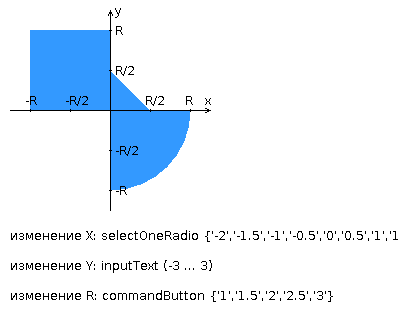 y
R
R/2
-R -R/2 R/2 R x
-R/2
-R
изменение X: selectOneRadio {'-2','-1.5','-1','-0.5','0','0.5','1','1
изменение Y: inputText (-3 ... 3)
изменение R: commandButton {'1','1.5','2','2.5','3'}